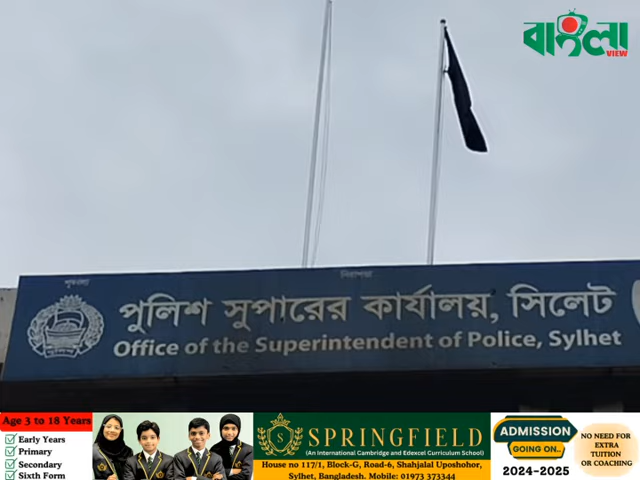 বাংলা
VIEW
পুলিশ সুপারের কার্যালয়, সিলেট
Office of the Superintendent of Police, Sylhet
Age 3 to 18 Years
Early Years
Primary
Secondary
Sixth Form
S
SPRINGFIELD
(An International Cambridge and Edexcel Curriculum School)
House no 117/1, Block-G, Road-6, Shahjalal Uposhohor,
Sylhet, Bangladesh. Mobile: 01973 373344
ADMISSION
GOING ON..
2024-2025
NO NEED FOR
EXTRA
TUITION
OR COACHING